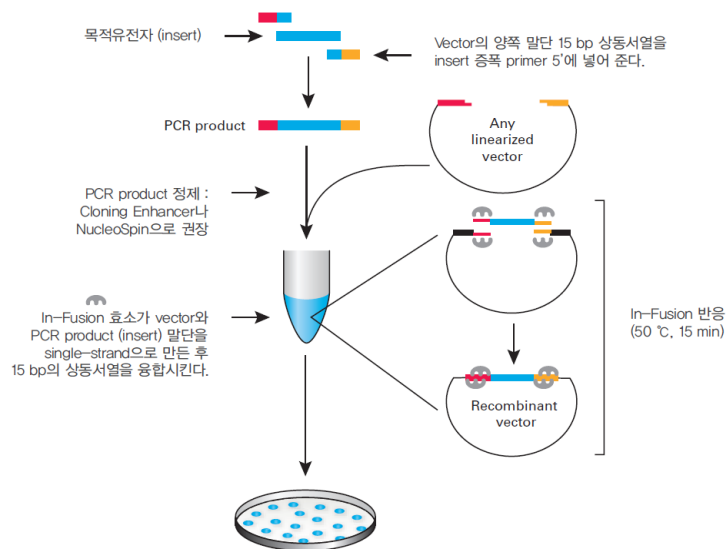 목적유전자 (insert)
Vector의 양쪽 말단 15 bp 상동서열을
insert 증폭 primer 5'에 넣어 준다.
PCR product
Any
linearized
vector
PCR product 정제 :
Cloning Enhancer나
NucleoSpin으로 권장
In-Fusion 효소가 vector와
PCR product (insert) 말단을
single-strand으로 만든 후
15 bp의 상동서열을 융합시킨다.
In-Fusion 반응
(50 ℃, 15 min)
Recombinant
vector